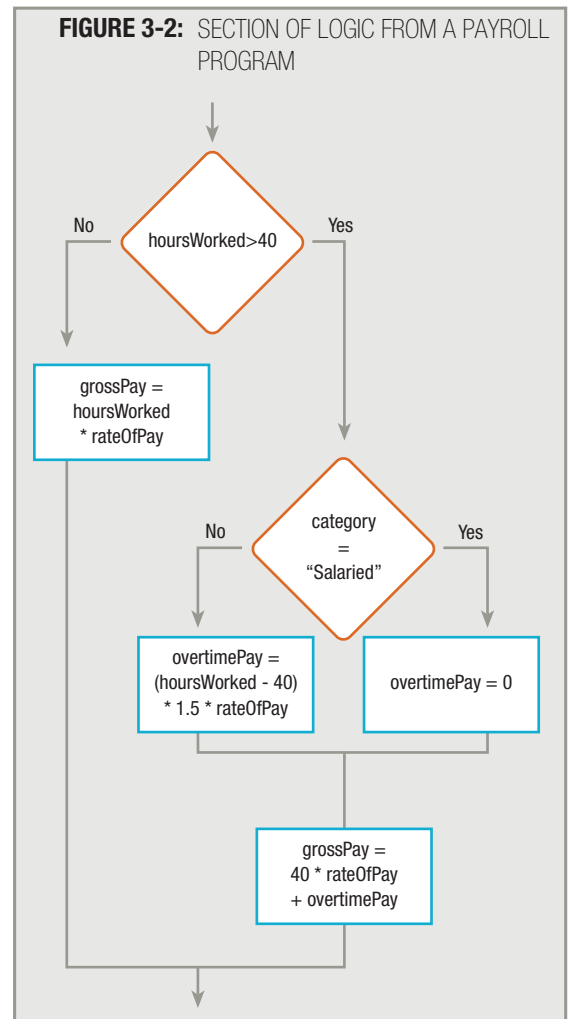 FIGURE 3-2: SECTION OF LOGIC FROM A PAYROLL
PROGRAM
hoursWorked>40
No
Yes
grossPay =
hoursWorked
* rateOfPay
category
=
“Salaried”
No
Yes
overtimePay =
(hoursWorked - 40)
* 1.5 * rateOfPay
overtimePay = 0
grossPay =
40 * rateOfPay
+ overtimePay